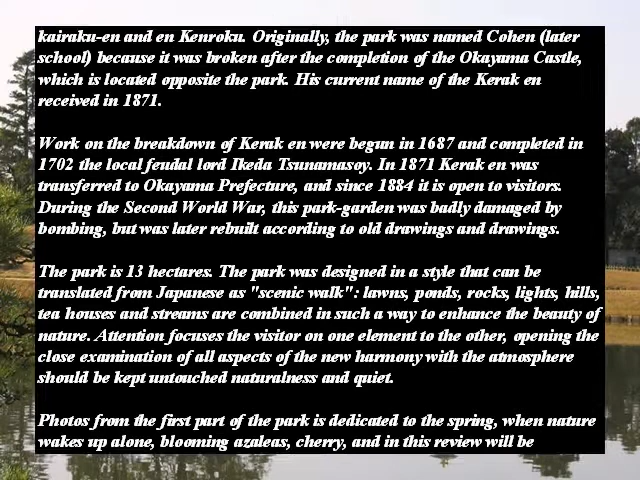 kairaku-en and en Kenroku. Originally, the park was named Cohen (later
school) because it was broken after the completion of the Okayama Castle,
which is located opposite the park. His current name of the Kerak en
received in 1871.
Work on the breakdown of Kerak en were begun in 1687 and completed in
1702 the local feudal lord Ikeda Tsunamasoy. In 1871 Kerak en was
transferred to Okayama Prefecture, and since 1884 it is open to visitors.
During the Second World War, this park-garden was badly damaged by
bombing, but was later rebuilt according to old drawings and drawings.
The park is 13 hectares. The park was designed in a style that can be
translated from Japanese as "scenic walk": lawns, ponds, rocks, lights, hills,
tea houses and streams are combined in such a way to enhance the beauty of
nature. Attention focuses the visitor on one element to the other, opening the
close examination of all aspects of the new harmony with the atmosphere
should be kept untouched naturalness and quiet.
Photos from the first part of the park is dedicated to the spring, when nature
wakes up alone, blooming azaleas, cherry, and in this review will be